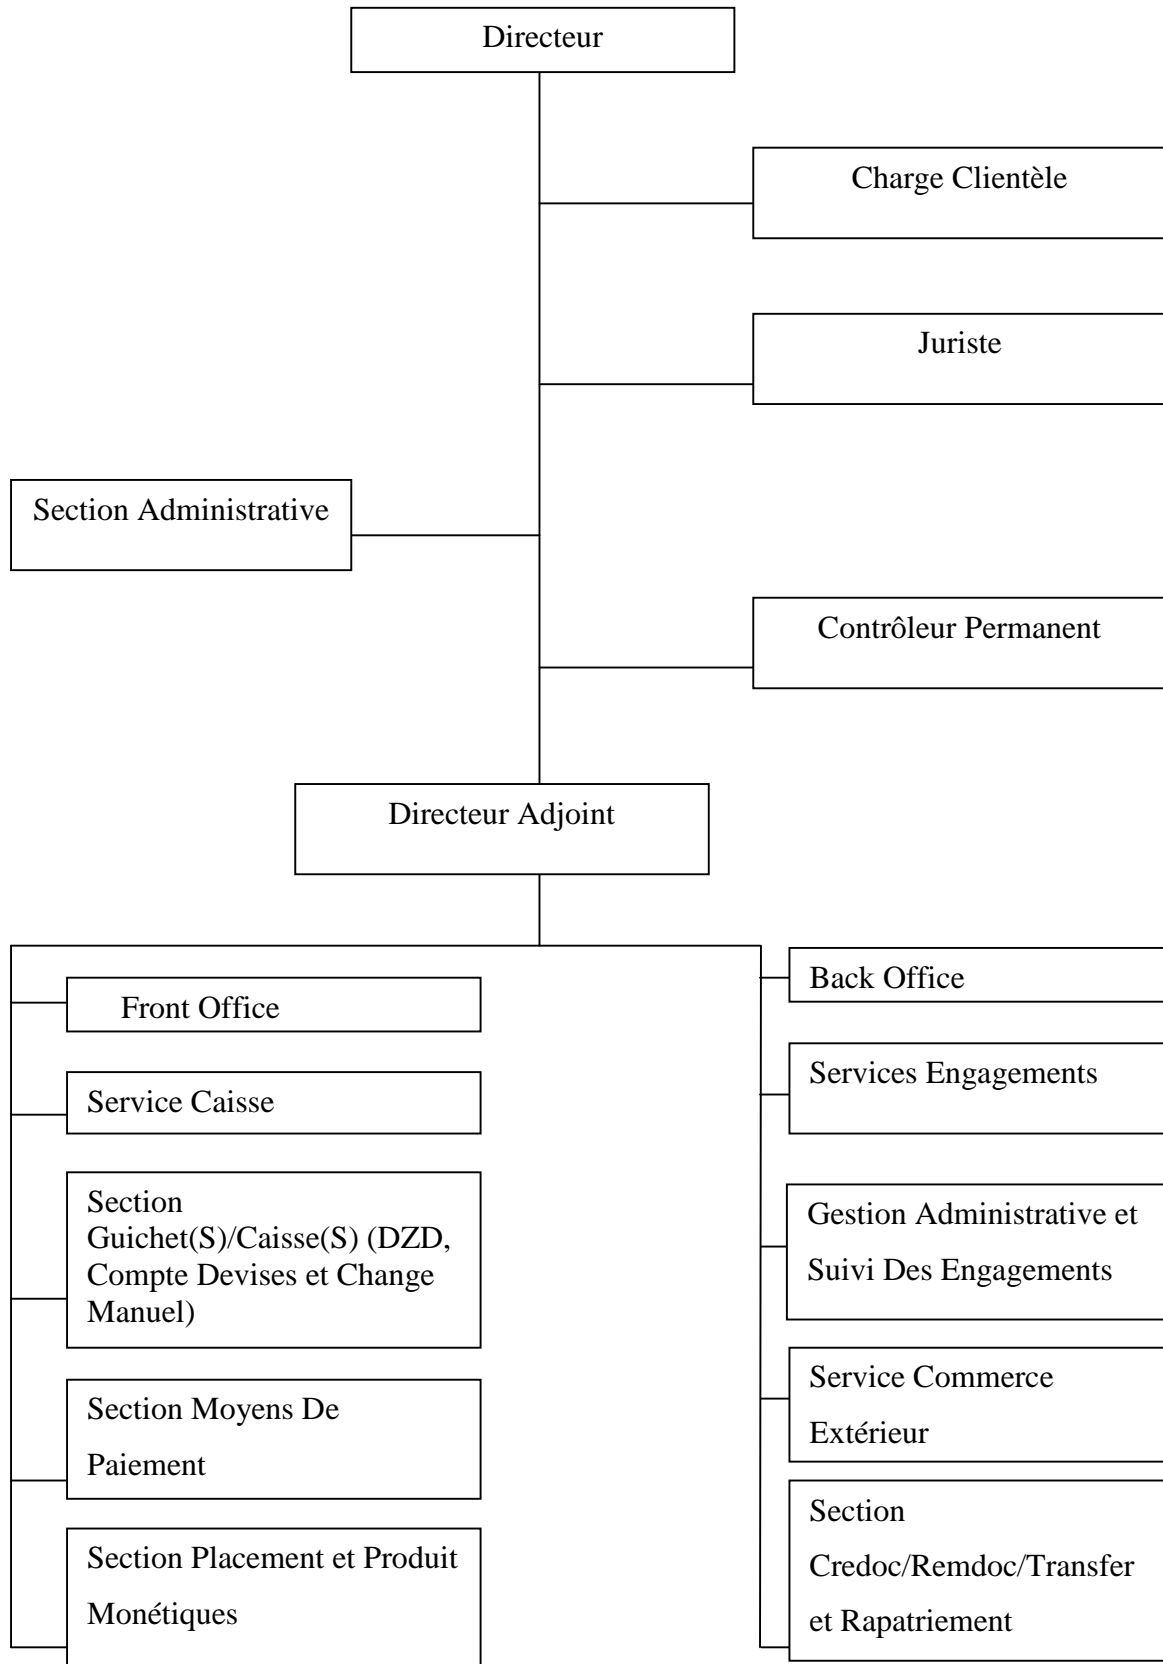 Directeur
Charge Clientèle
Juriste
Section Administrative
Contrôleur Permanent
Directeur Adjoint
Front Office
Service Caisse
Section
Guichet(S)/Caisse(S) (DZD,
Compte Devises et Change
Manuel)
Section Moyens De
Paiement
Section Placement et Produit
Monétiques
Back Office
Services Engagements
Gestion Administrative et
Suivi Des Engagements
Service Commerce
Extérieur
Section
Credoc/Remdoc/Transfer
et Rapatriement